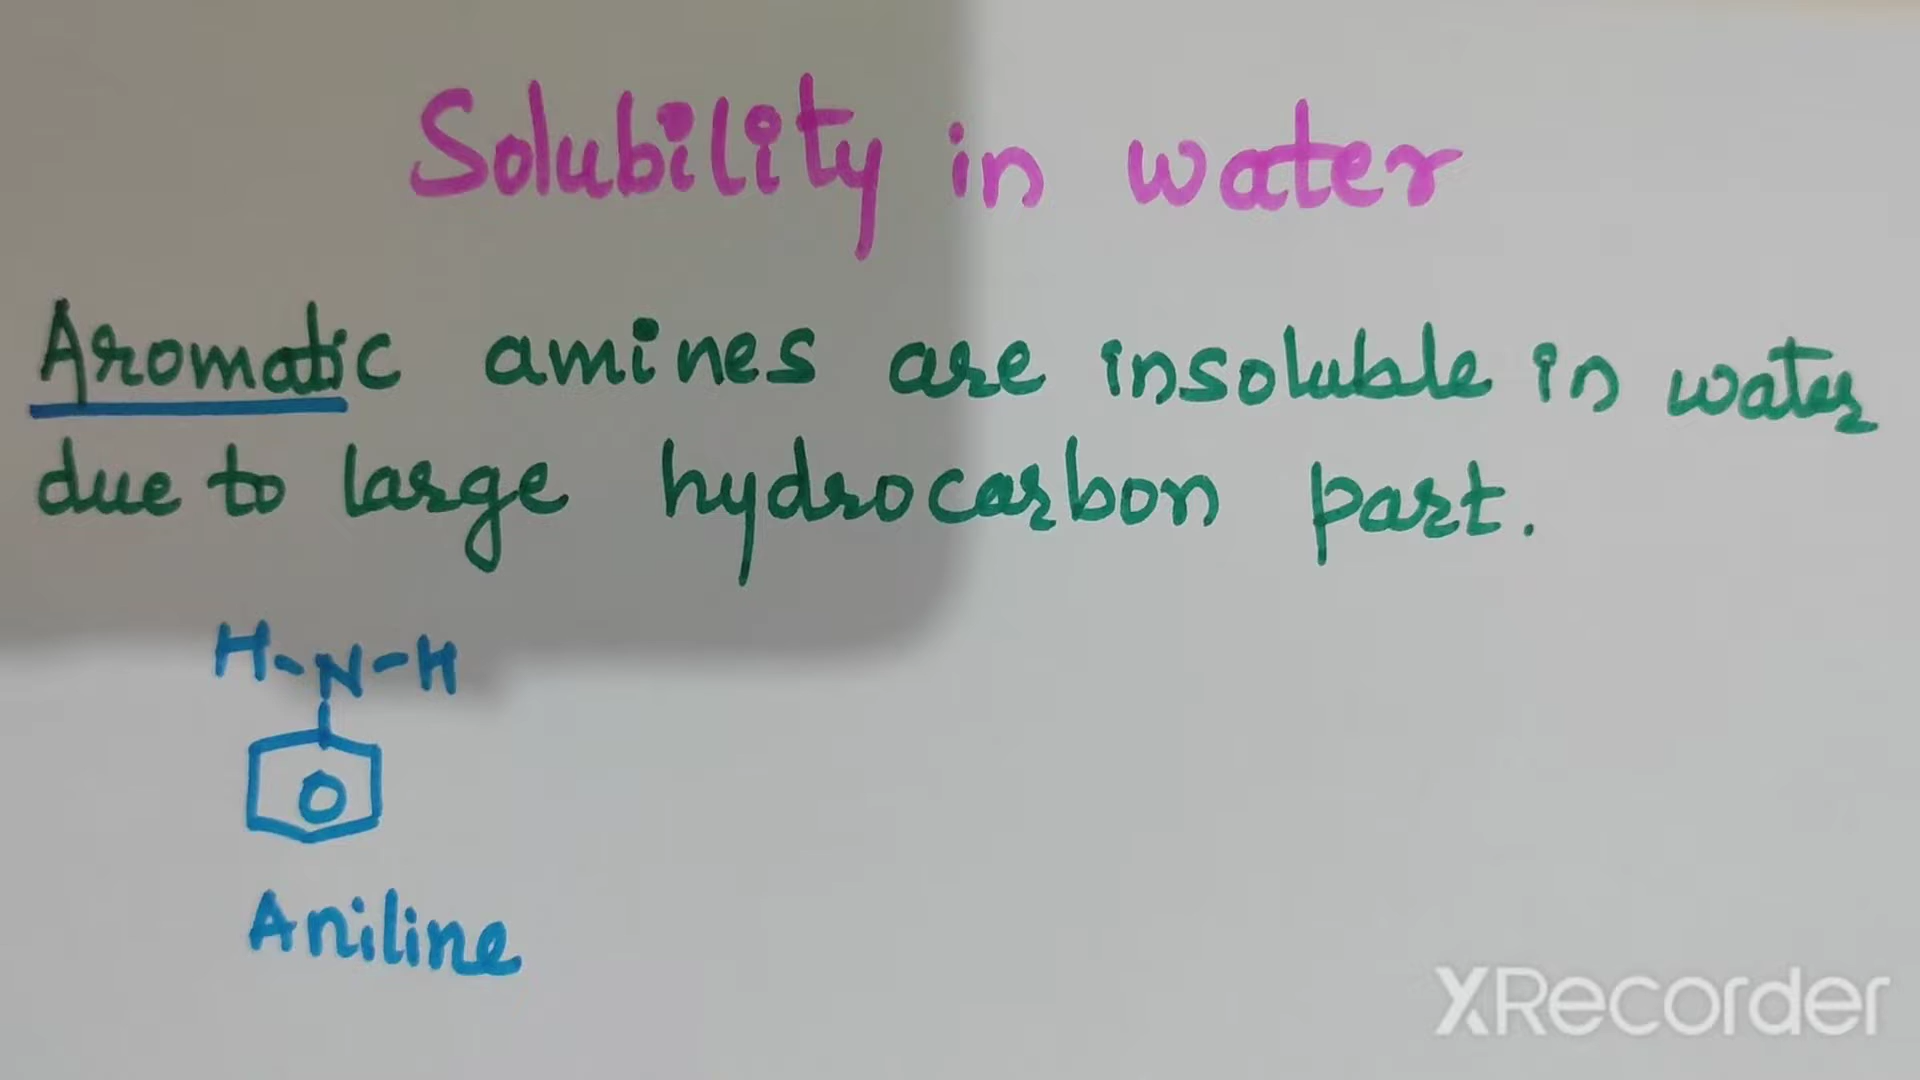 Solubility in water
Aromatic amines are insoluble in water
due to large hydrocarbon part.
H-N-H
Aniline
XRecorder